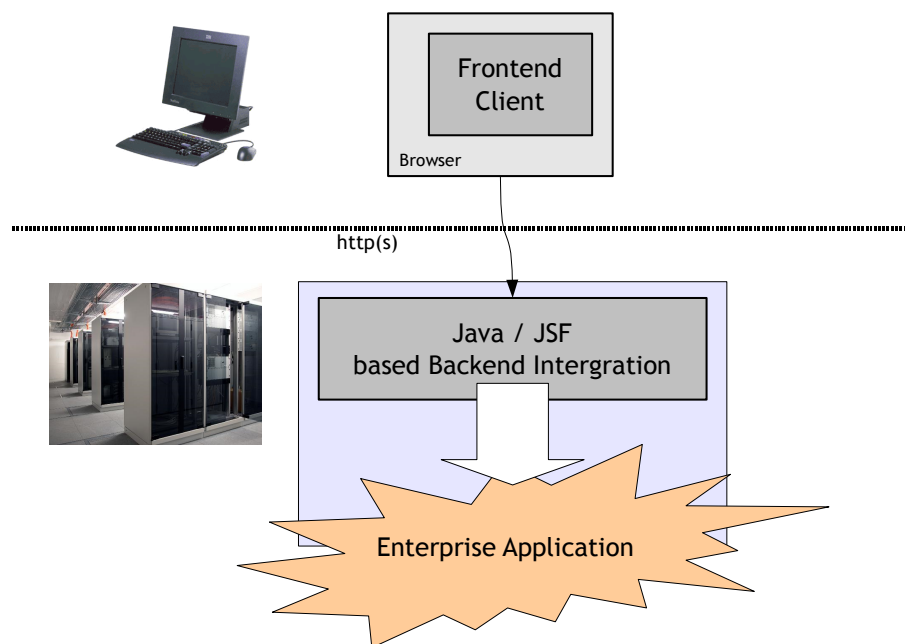 Frontend
Client
Browser
http(s)
Java / JSF
based Backend Intergration
Enterprise Application